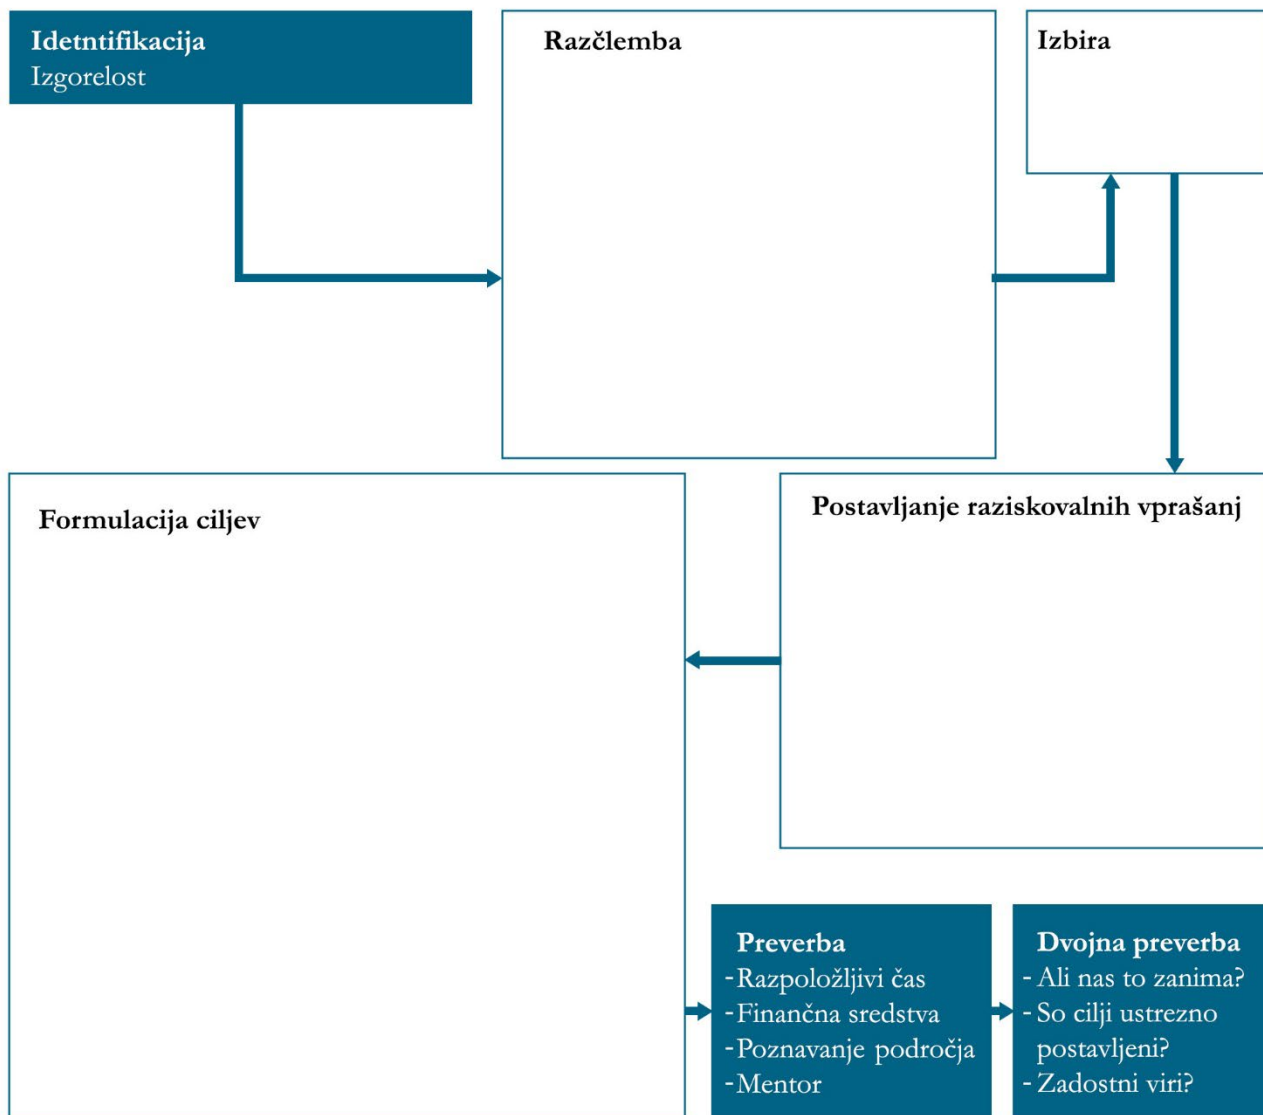 Idetntifikacija
Izgorelost
Razčlemba
Izbira
Postavljanje raziskovalnih vprašanj
Formulacija ciljev
Preverba
- Razpoložljivi čas
- Finančna sredstva
- Poznavanje področja
- Mentor
Dvojna preverba
- Ali nas to zanima?
- So cilji ustrezno
postavljeni?
- Zadostni viri?